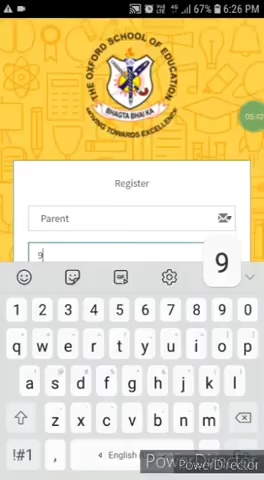 67% 6:26 PM
THE OXFORD SCHOOL OF EDUCATION
BHAGTA BHAI KA
MOVING TOWARDS EXCELLENCE
05:43
Register
Parent
9
9
1 2 3 4 5 6 7 8 9 0
q w e r t y u i o p
a s d f g h j k l
z x c v b n m
!#1 , English
PowerDirector